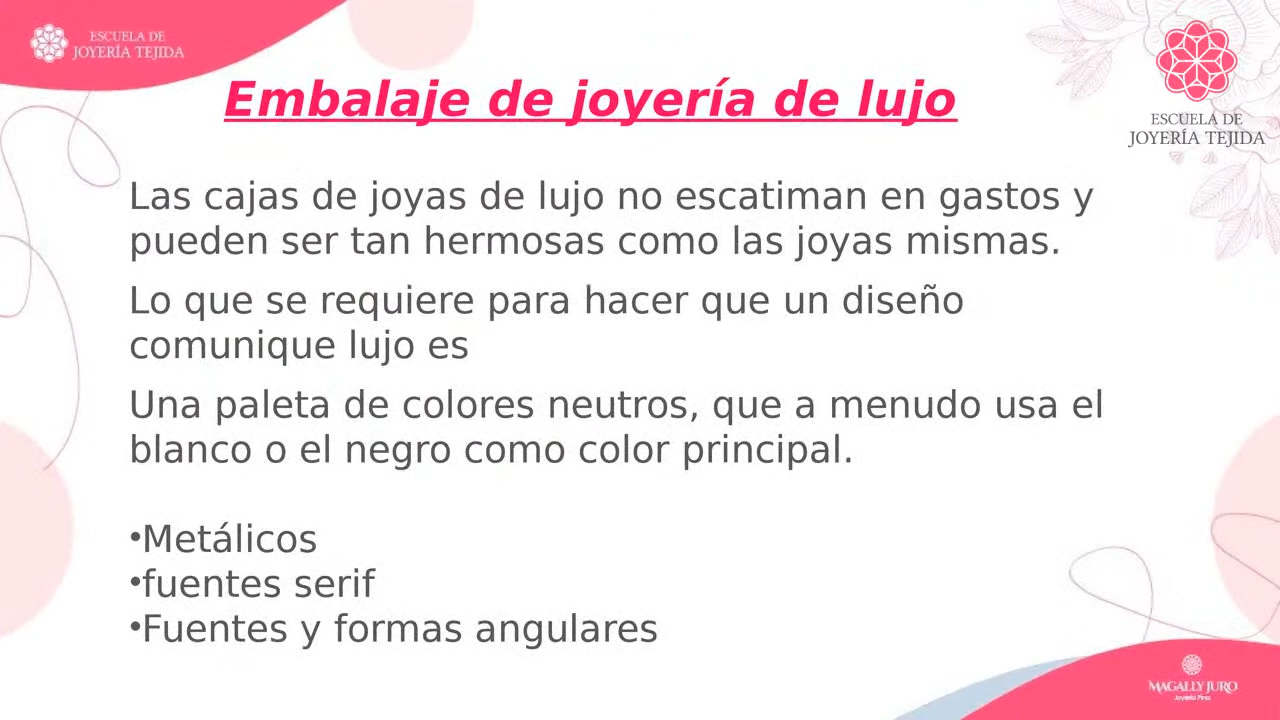 ESCUELA DE
JOYERÍA TEJIDA
Embalaje de joyería de lujo
ESCUELA DE
JOYERÍA TEJIDA
Las cajas de joyas de lujo no escatiman en gastos y
pueden ser tan hermosas como las joyas mismas.
Lo que se requiere para hacer que un diseño
comunique lujo es
Una paleta de colores neutros, que a menudo usa el
blanco o el negro como color principal.
•Metálicos
•fuentes serif
•Fuentes y formas angulares
MAGALLY JURO
Joyería Fina